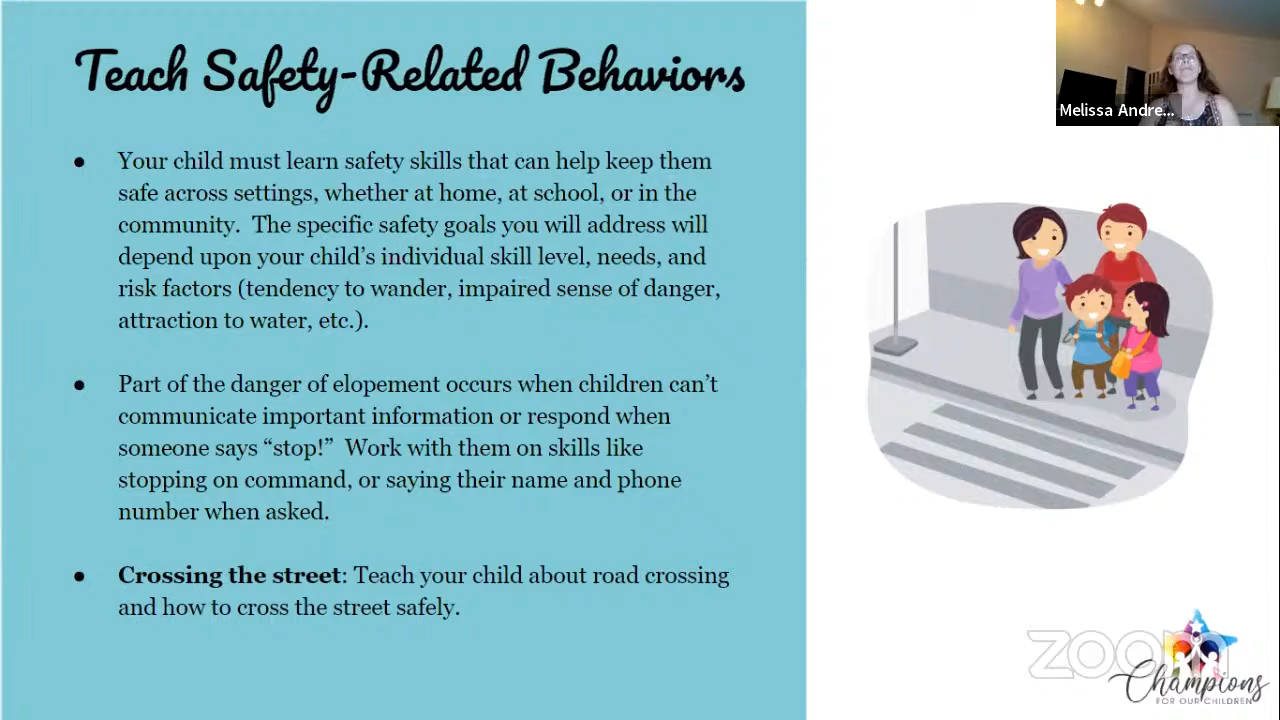 Teach Safety-Related Behaviors
Melissa Andre...
● Your child must learn safety skills that can help keep them
safe across settings, whether at home, at school, or in the
community.  The specific safety goals you will address will
depend upon your child’s individual skill level, needs, and
risk factors (tendency to wander, impaired sense of danger,
attraction to water, etc.).
● Part of the danger of elopement occurs when children can’t
communicate important information or respond when
someone says “stop!”  Work with them on skills like
stopping on command, or saying their name and phone
number when asked.
● Crossing the street: Teach your child about road crossing
and how to cross the street safely.
zoom
Champions
FOR OUR CHILDREN